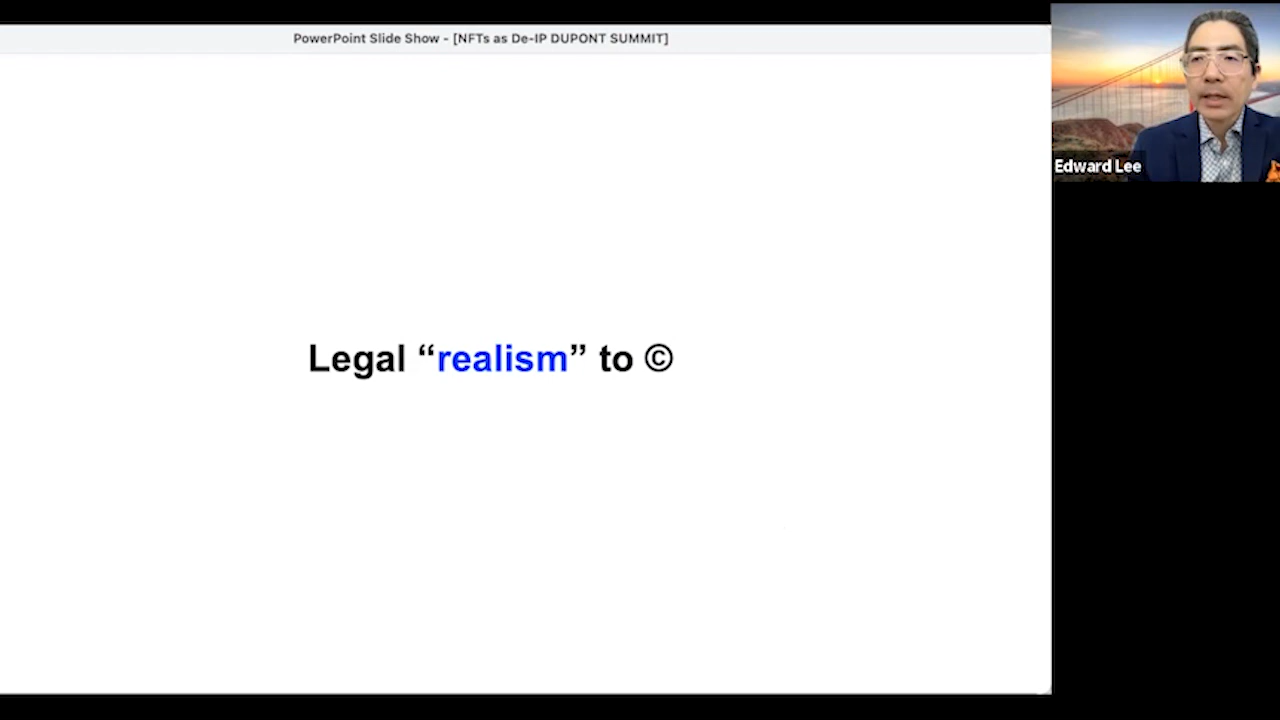 PowerPoint Slide Show - [NFTs as De-IP DUPONT SUMMIT]
Legal “realism” to ©
Edward Lee